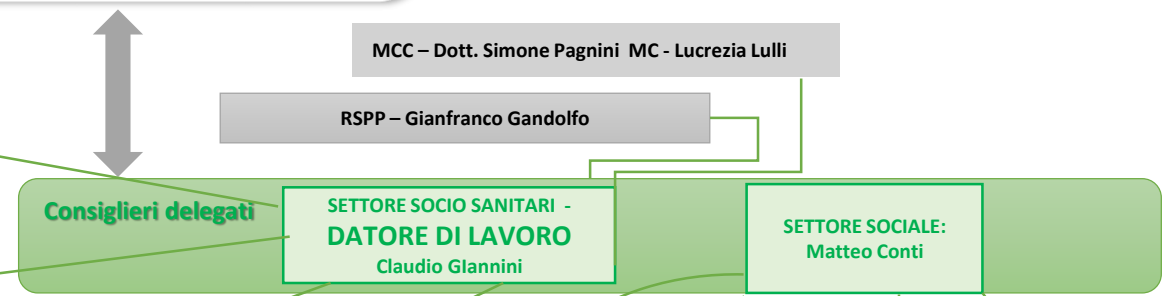 MCC – Dott. Simone Pagnini  MC - Lucrezia Lulli
RSPP – Gianfranco Gandolfo
Consiglieri delegati
SETTORE SOCIO SANITARI  -
DATORE DI LAVORO
Claudio GIannini
SETTORE SOCIALE:
Matteo Conti